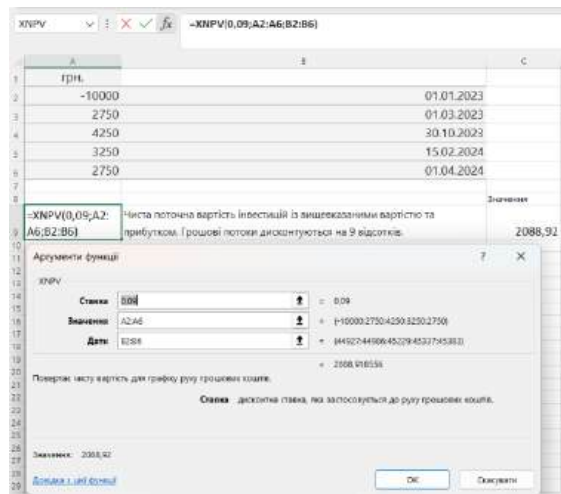 XNPV
=XNPV(0,09;A2:A6;B2:B6)
A B C
1 грн.
2 -10000 01.01.2023
3 2750 01.03.2023
4 4250 30.10.2023
5 3250 15.02.2024
6 2750 01.04.2024
7
8 Значення
=XNPV(0,09;A2:
9 A6;B2:B6) Чиста поточна вартість інвестицій із вищевказаними вартістю та
прибутком. Грошові потоки дисконтуються на 9 відсотків. 2088,92
10
11 Аргументи функції ? ×
12
13 XNPV
14 Ставка 0,09 = 0,09
15
16 Значення A2:A6 = {-10000:2750:4250:3250:2750}
17 Дати B2:B6 = {44927:44986:45229:45337:45383}
18
19 = 2088,918556
20 Повертає чисту вартість для графіку руху грошових коштів.
21
22 Ставка дисконтна ставка, яка застосовується до руху грошових коштів.
23
24
25
26 Значення: 2088,92
27
28 Довідка з цієї функції OK Скасувати
29